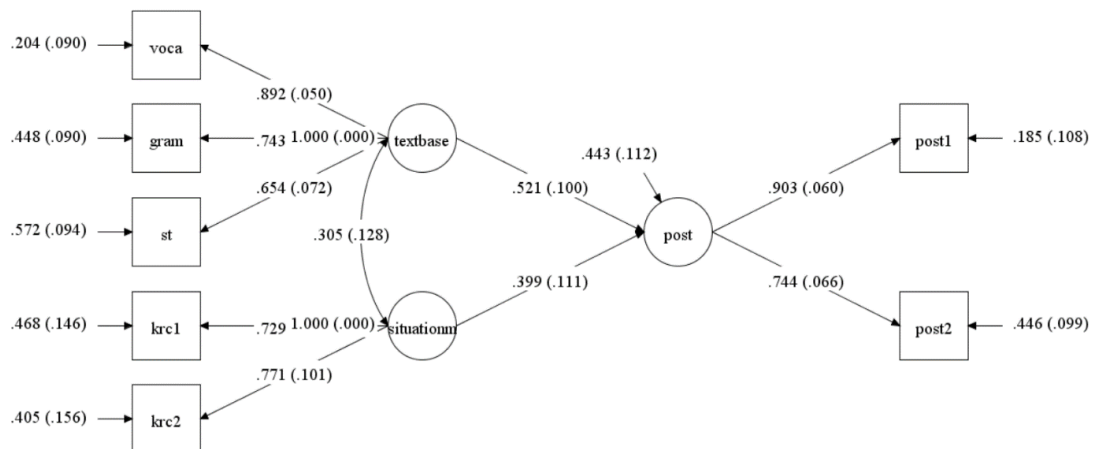 .204 (.090)
voca
.892 (.050)
.448 (.090)
gram
.743
1.000 (.000)
textbase
.654 (.072)
.572 (.094)
st
.305 (.128)
.468 (.146)
krc1
.729
1.000 (.000)
situationm
.771 (.101)
.405 (.156)
krc2
.521 (.100)
.399 (.111)
.443 (.112)
post
.903 (.060)
.744 (.066)
post1
.185 (.108)
post2
.446 (.099)